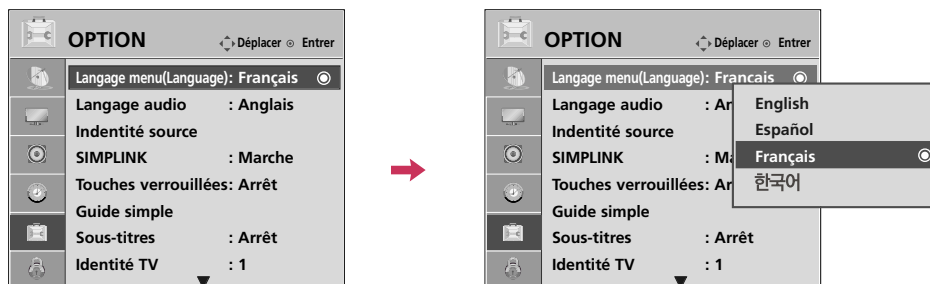 OPTION
Déplacer
Entrer
Langage menu(Language): Français
Langage audio : Anglais
Indentité source
SIMPLINK : Marche
Touches verrouillées: Arrêt
Guide simple
Sous-titres : Arrêt
Identité TV : 1
OPTION
Déplacer
Entrer
Langage menu(Language): Français
Langage audio : An
Indentité source
SIMPLINK : Ma
Touches verrouillées: Ar
Guide simple
Sous-titres : Arrêt
Identité TV : 1
English
Español
Français
한국어